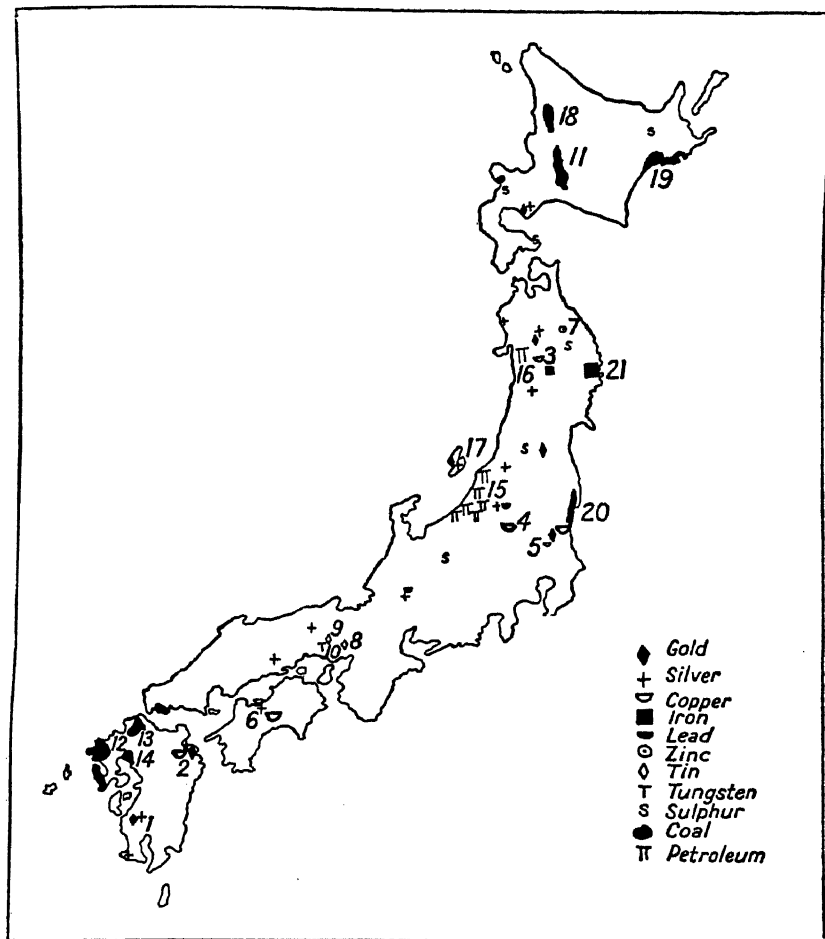 18
11
19
S
S
S
7
S
3
16
21
17
S
15
20
4
5
S
9
8
T
10
6
12
13
14
2
1
Gold
Silver
Copper
Iron
Lead
Zinc
Tin
T Tungsten
S Sulphur
Coal
Petroleum